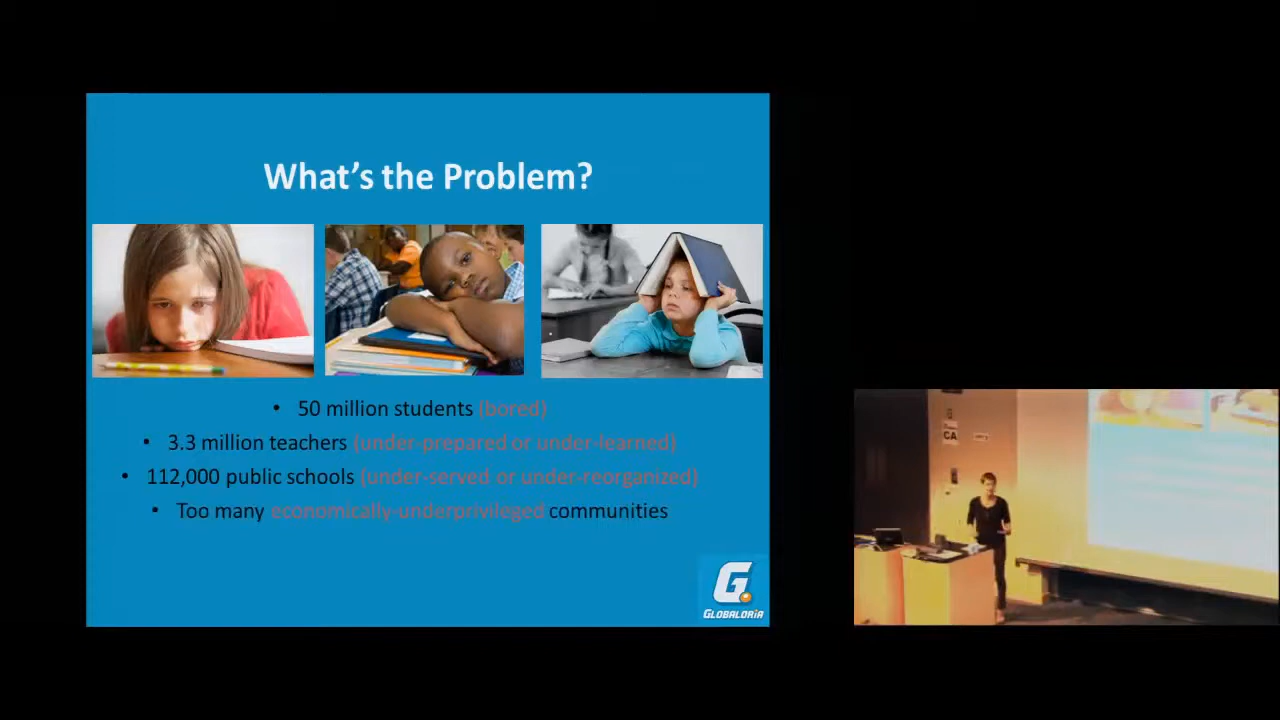 What's the Problem?
• 50 million students (bored)
• 3.3 million teachers (under-prepared or under-learned)
• 112,000 public schools (under-served or under-reorganized)
• Too many economically-underprivileged communities
G
GLOBALORIA
CA